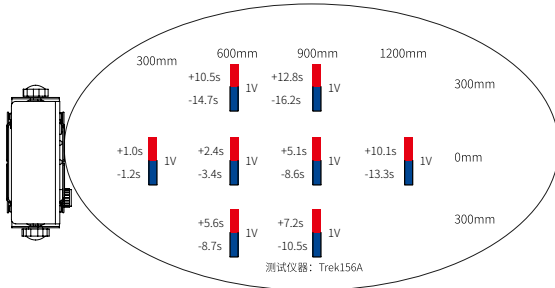 300mm 600mm 900mm 1200mm
+10.5s 1V +12.8s 1V 300mm
-14.7s -16.2s
+1.0s 1V +2.4s 1V +5.1s 1V +10.1s 1V 0mm
-1.2s -3.4s -8.6s -13.3s
+5.6s 1V +7.2s 1V 300mm
-8.7s -10.5s
测试仪器：Trek156A